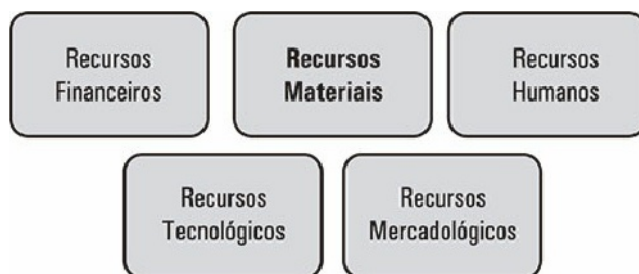 Recursos
Financeiros
Recursos
Materiais
Recursos
Humanos
Recursos
Tecnológicos
Recursos
Mercadológicos